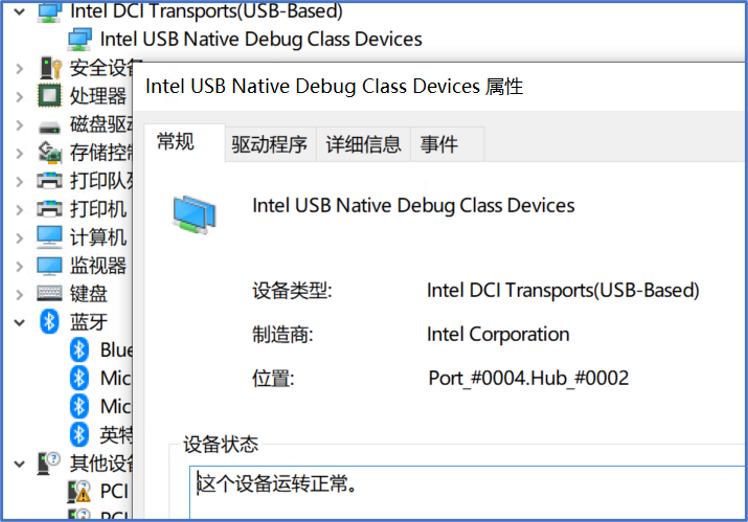 Intel DCI Transports(USB-Based)
Intel USB Native Debug Class Devices
安全设备
处理器
磁盘驱动
存储控制
打印队列
打印机
计算机
监视器
键盘
蓝牙
Blue
Mic
Mic
英特
其他设备
PCI
PCI
Intel USB Native Debug Class Devices 属性
常规
驱动程序
详细信息
事件
Intel USB Native Debug Class Devices
设备类型: Intel DCI Transports(USB-Based)
制造商: Intel Corporation
位置: Port_#0004.Hub_#0002
设备状态
这个设备运转正常。